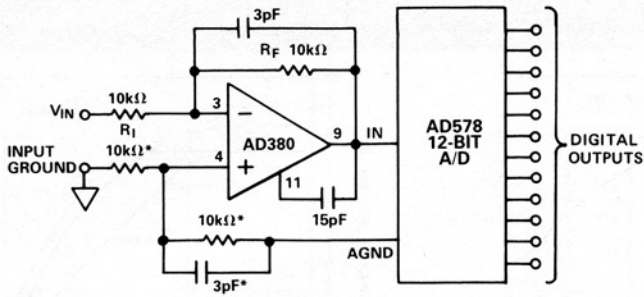 3pF
RF 10kΩ
10kΩ
VIN
RI
3
−
AD380
9
IN
AD578
12-BIT
A/D
DIGITAL
OUTPUTS
10kΩ*
INPUT
GROUND
4
+
11
15pF
10kΩ*
AGND
3pF*